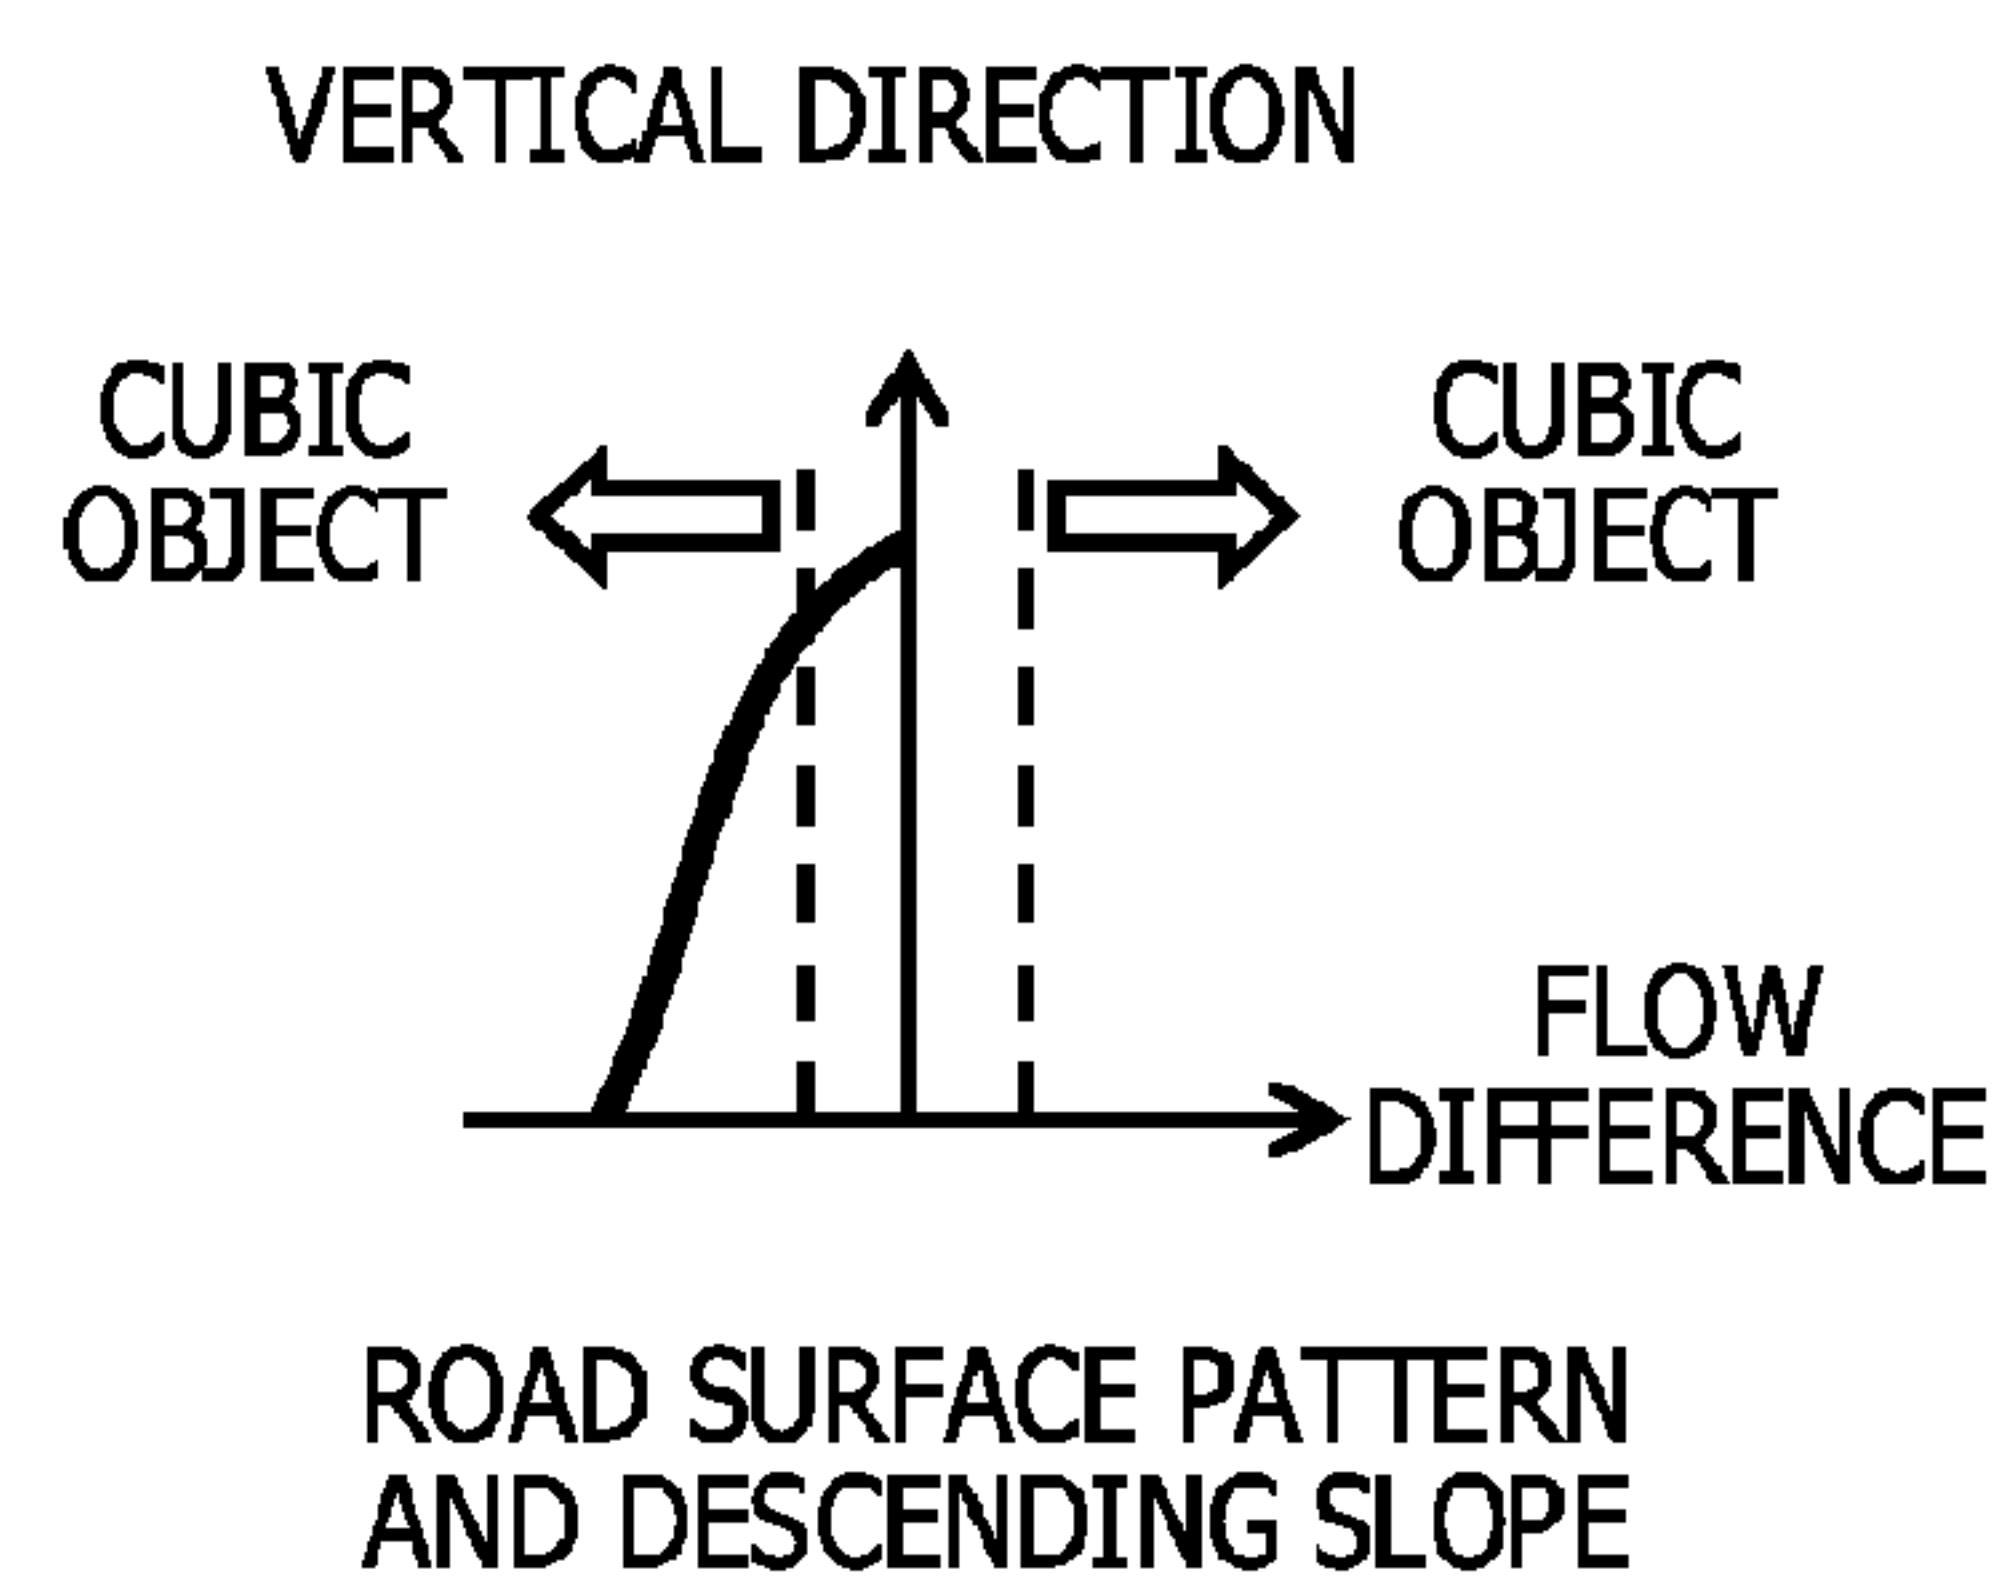 VERTICAL DIRECTION
CUBIC
OBJECT
CUBIC
OBJECT
FLOW
DIFFERENCE
ROAD SURFACE PATTERN
AND DESCENDING SLOPE